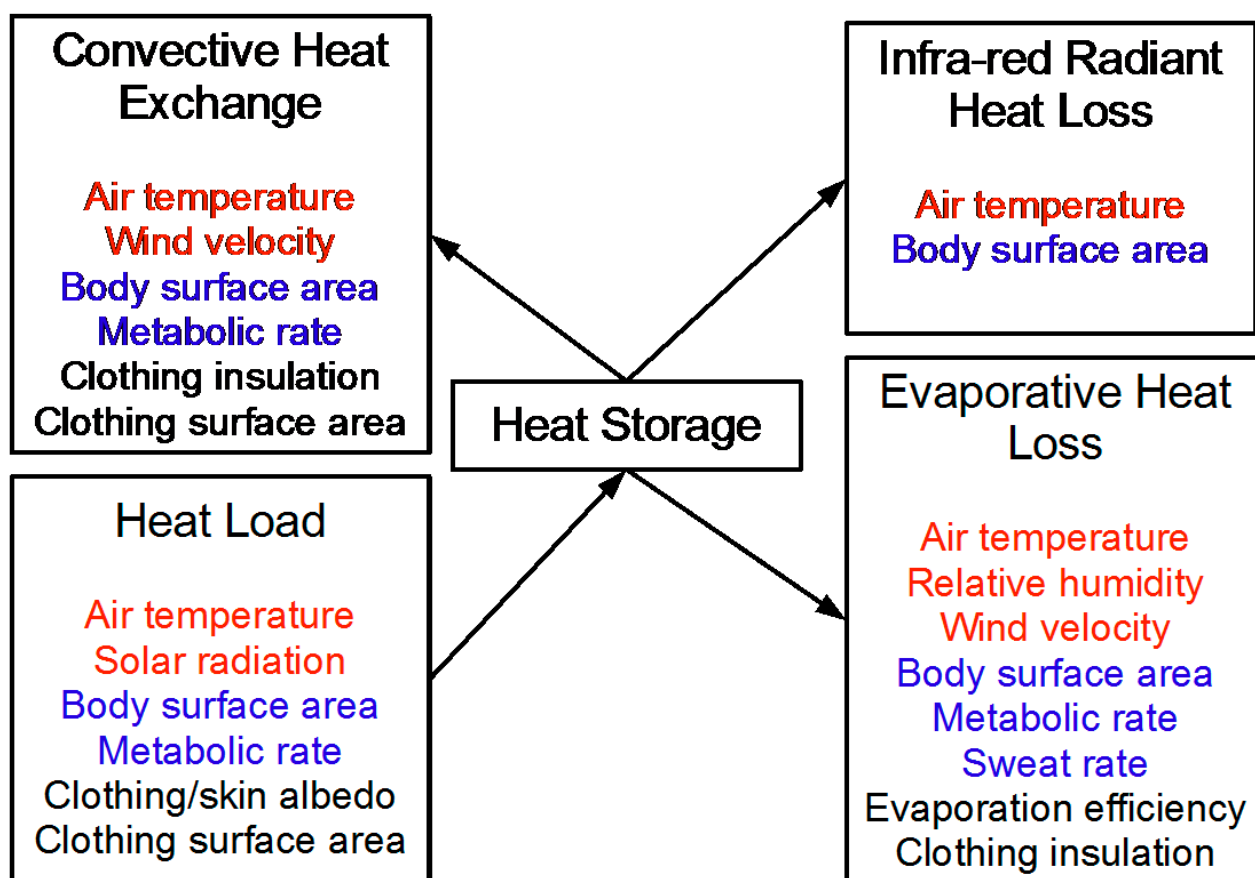 Convective Heat
Exchange
Air temperature
Wind velocity
Body surface area
Metabolic rate
Clothing insulation
Clothing surface area
Infra-red Radiant
Heat Loss
Air temperature
Body surface area
Heat Storage
Heat Load
Air temperature
Solar radiation
Body surface area
Metabolic rate
Clothing/skin albedo
Clothing surface area
Evaporative Heat
Loss
Air temperature
Relative humidity
Wind velocity
Body surface area
Metabolic rate
Sweat rate
Evaporation efficiency
Clothing insulation